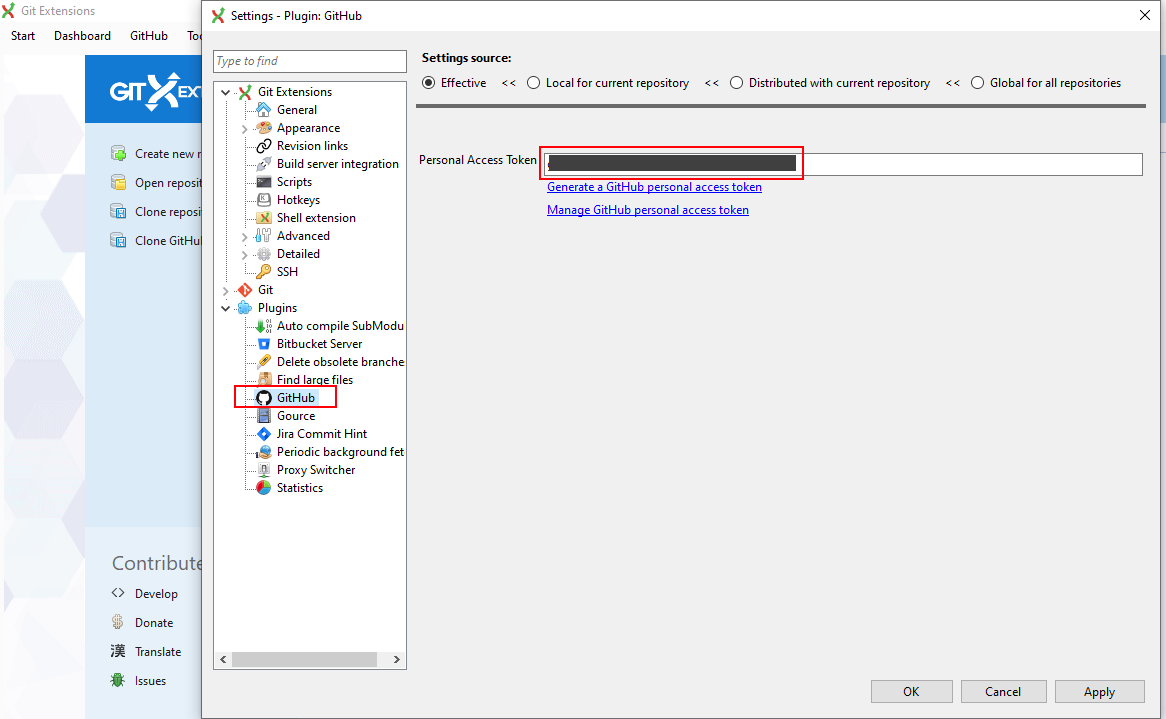 Git Extensions
Settings - Plugin: GitHub
Start Dashboard GitHub
GIT EXT
Create new
Open reposit
Clone reposi
Clone GitHu
Contribute
Develop
Donate
漢 Translate
Issues
Type to find
Git Extensions
General
Appearance
Revision links
Build server integration
Scripts
Hotkeys
Shell extension
Advanced
Detailed
SSH
Git
Plugins
Auto compile SubModu
Bitbucket Server
Delete obsolete branche
Find large files
GitHub
Gource
Jira Commit Hint
Periodic background fet
Proxy Switcher
Statistics
Settings source:
Effective << Local for current repository << Distributed with current repository << Global for all repositories
Personal Access Token
Generate a GitHub personal access token
Manage GitHub personal access token
OK Cancel Apply